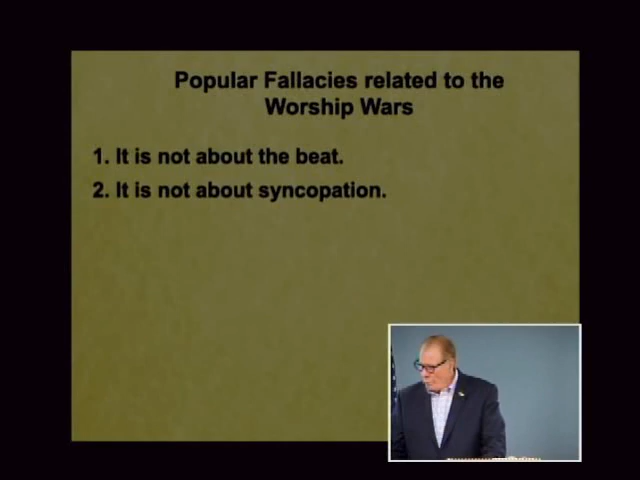 Popular Fallacies related to the
Worship Wars
1. It is not about the beat.
2. It is not about syncopation.